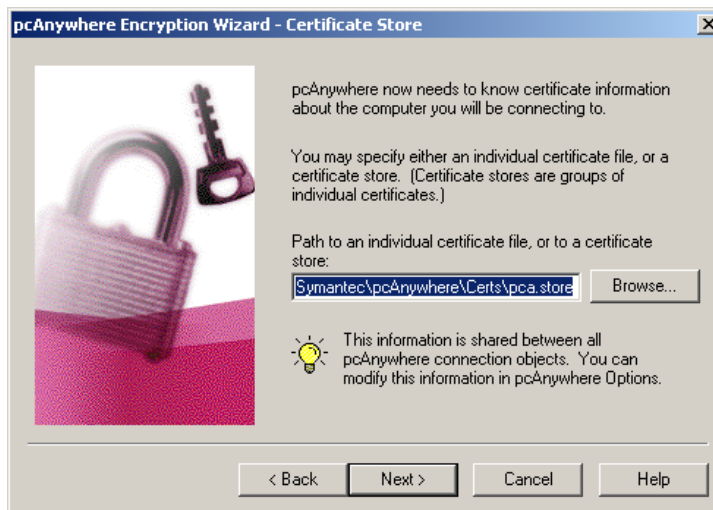 pcAnywhere Encryption Wizard - Certificate Store
pcAnywhere now needs to know certificate information
about the computer you will be connecting to.
You may specify either an individual certificate file, or a
certificate store. (Certificate stores are groups of
individual certificates.)
Path to an individual certificate file, or to a certificate
store:
Symantec\pcAnywhere\Certs\pca.store
Browse...
This information is shared between all
pcAnywhere connection objects. You can
modify this information in pcAnywhere Options.
< Back
Next >
Cancel
Help